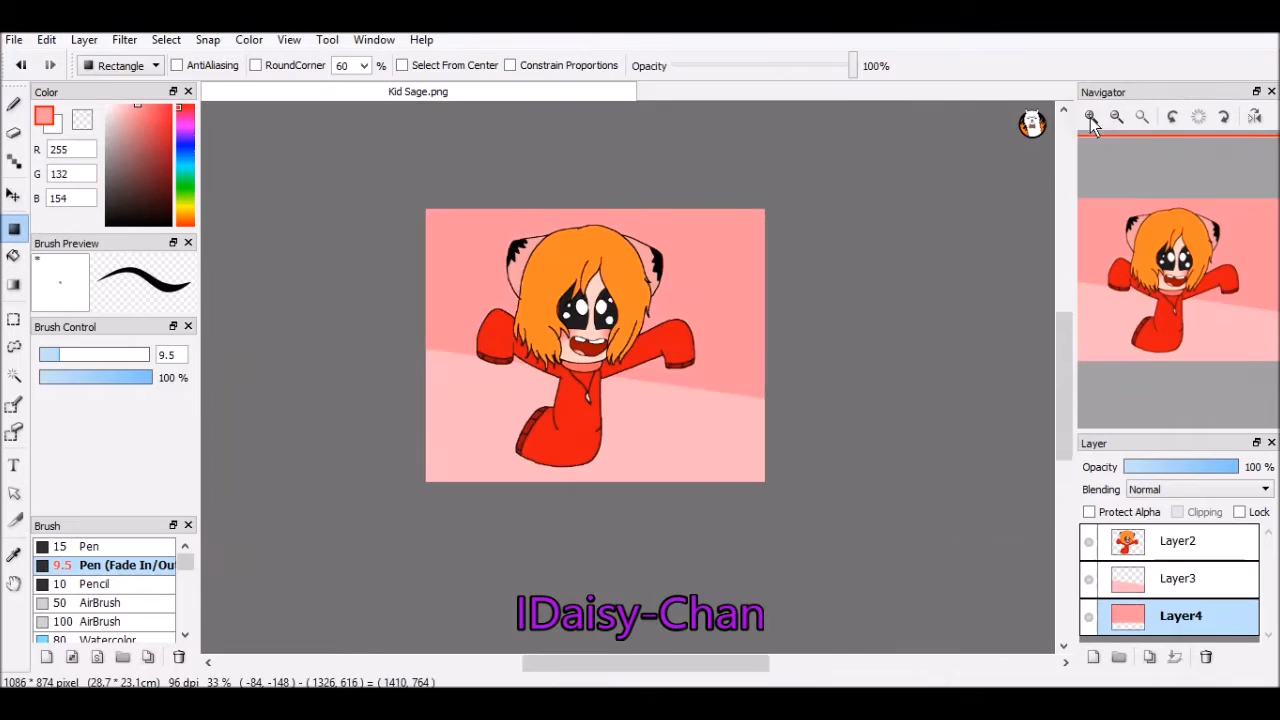 File Edit Layer Filter Select Snap Color View Tool Window Help
Rectangle AntiAliasing RoundCorner 60 % Select From Center Constrain Proportions Opacity 100%
Color
Kid Sage.png
Navigator
R 255
G 132
B 154
Brush Preview
Brush Control
9.5
100 %
Layer
Opacity 100 %
Blending Normal
Protect Alpha Clipping Lock
Layer2
Layer3
Layer4
Brush
15 Pen
9.5 Pen (Fade In/Out
10 Pencil
50 AirBrush
100 AirBrush
80 Watercolor
T
IDaisy-Chan
1086 * 874 pixel (28.7 * 23.1cm) 96 dpi 33 % ( -84, -148 ) - ( 1326, 616 ) = ( 1410, 764 )